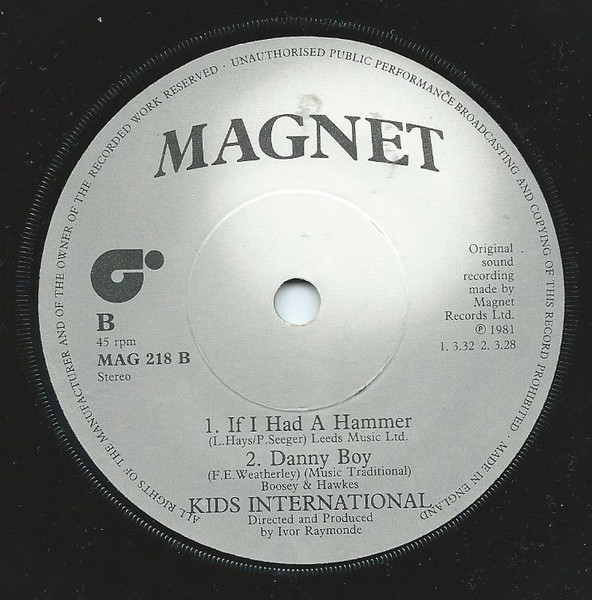 ALL RIGHTS OF THE MANUFACTURER AND OF THE OWNER OF THE RECORDED WORK RESERVED · UNAUTHORISED PUBLIC PERFORMANCE BROADCASTING AND COPYING OF THIS RECORD PROHIBITED · MADE IN ENGLAND
MAGNET
Original
sound
recording
made by
Magnet
Records Ltd.
℗ 1981
1. 3.32 2. 3.28
B
45 rpm
MAG 218 B
Stereo
1. If I Had A Hammer
(L.Hays/P.Seeger) Leeds Music Ltd.
2. Danny Boy
(F.E.Weatherley) (Music Traditional)
Boosey & Hawkes
KIDS INTERNATIONAL
Directed and Produced
by Ivor Raymonde